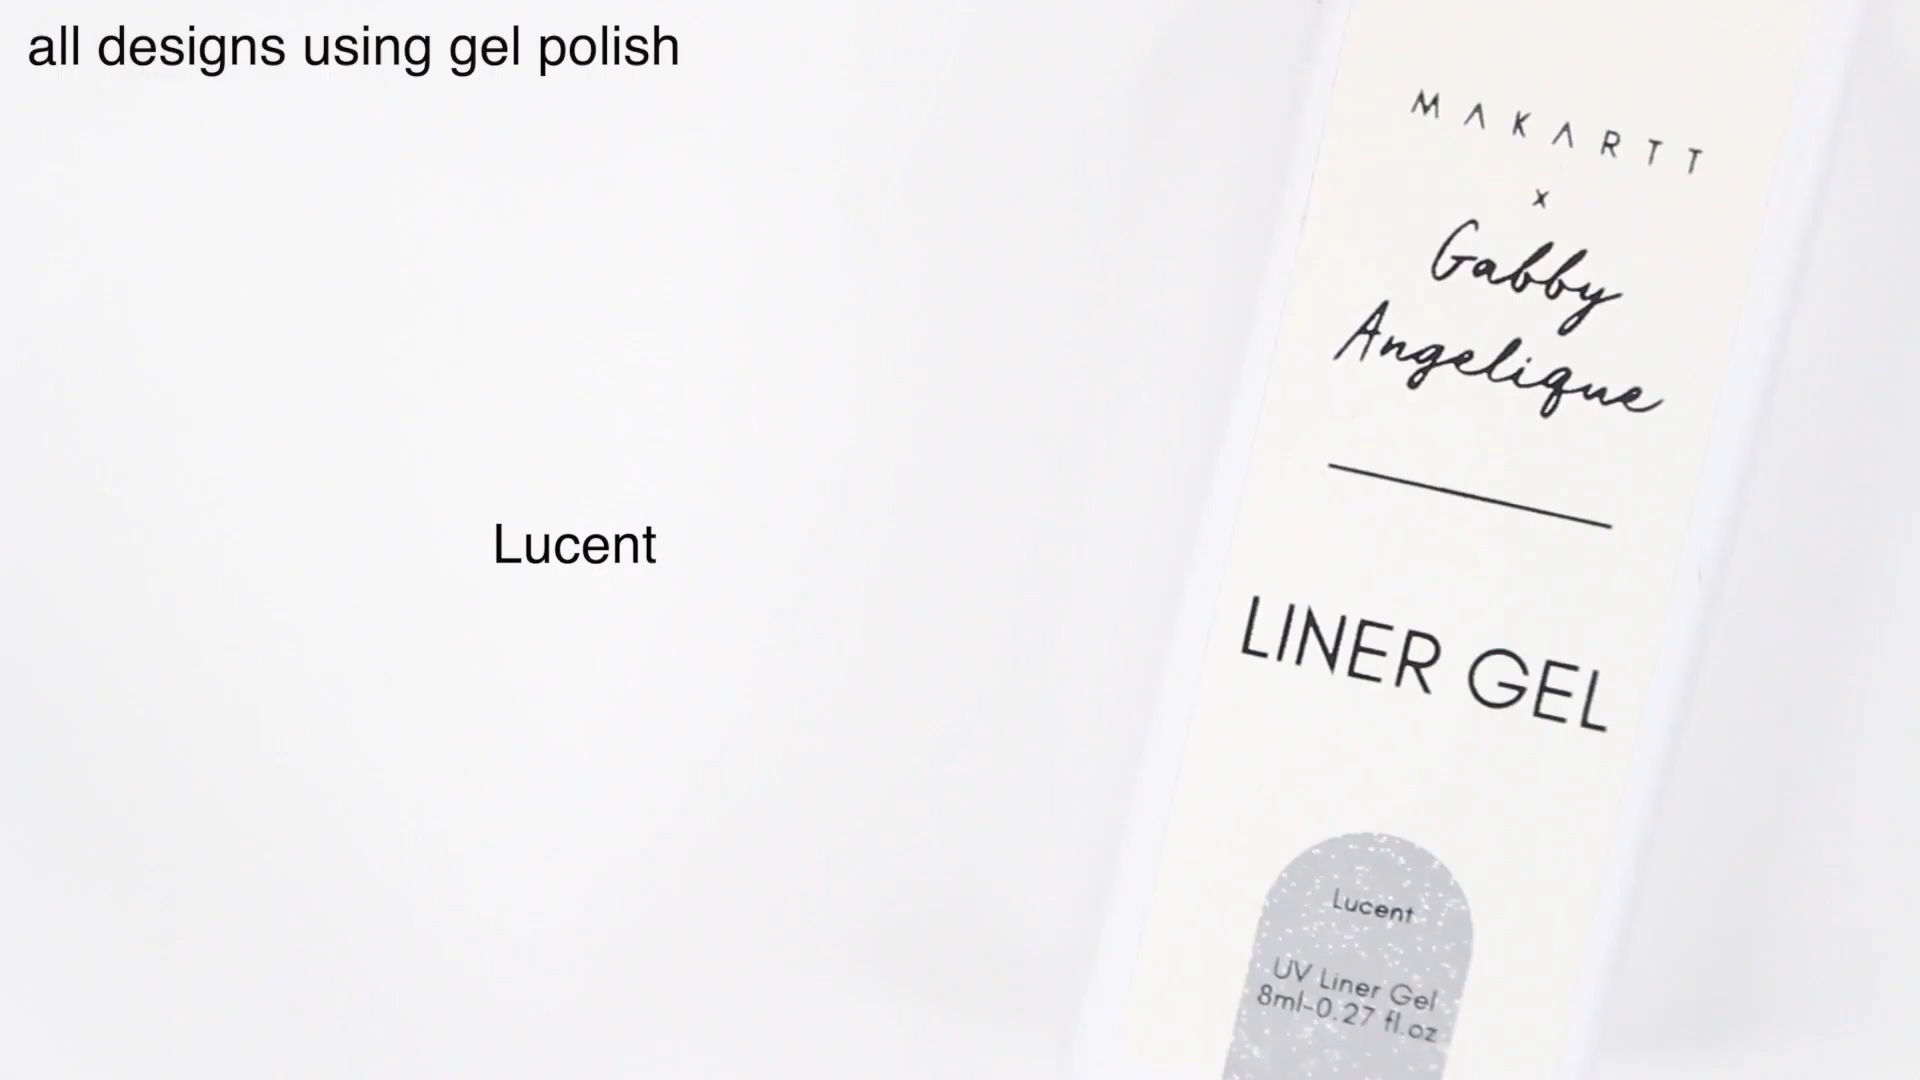 all designs using gel polish
Lucent
MAKARTT
x
Gabby
Angelique
LINER GEL
Lucent
UV Liner Gel
8ml-0.27 fl.oz